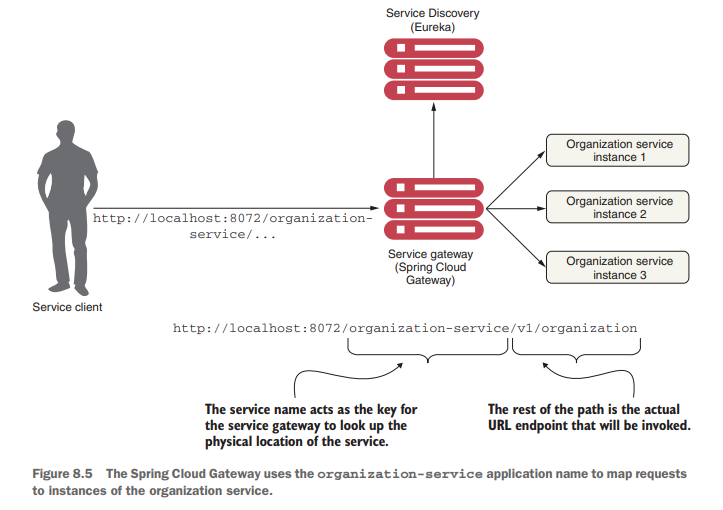 Service Discovery
(Eureka)
Organization service
instance 1
Organization service
instance 2
Organization service
instance 3
http://localhost:8072/organization-
service/...
Service gateway
(Spring Cloud
Gateway)
Service client
http://localhost:8072/organization-service/v1/organization
The service name acts as the key for
the service gateway to look up the
physical location of the service.
The rest of the path is the actual
URL endpoint that will be invoked.
Figure 8.5 The Spring Cloud Gateway uses the organization-service application name to map requests
to instances of the organization service.